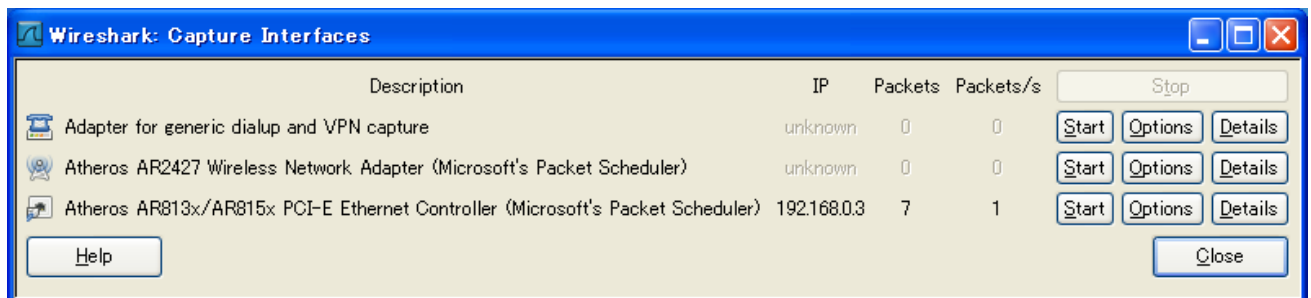 Wireshark: Capture Interfaces
Description IP Packets Packets/s Stop
Adapter for generic dialup and VPN capture unknown 0 0 Start Options Details
Atheros AR2427 Wireless Network Adapter (Microsoft's Packet Scheduler) unknown 0 0 Start Options Details
Atheros AR813x/AR815x PCI-E Ethernet Controller (Microsoft's Packet Scheduler) 192.168.0.3 7 1 Start Options Details
Help Close